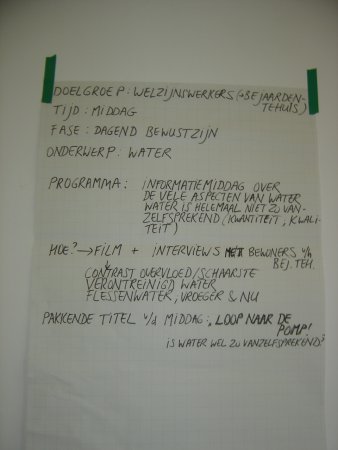 DOELGROEP: WELZIJNSWERKERS (→BEJAARDEN-
TEHUIS)
TIJD: MIDDAG
FASE: DAGEND BEWUSTZIJN
ONDERWERP: WATER
PROGRAMMA: INFORMATIEMIDDAG OVER
DE VELE ASPECTEN VAN WATER
WATER IS HELEMAAL NIET ZO VAN-
ZELFSPREKEND (KWANTITEIT, KWALI-
TEIT)
HOE? → FILM + INTERVIEWS MET BEWONERS v/h
BEJ. TEH.
CONTRAST OVERVLOED/SCHAARSTE
VERONTREINIGD WATER
FLESSENWATER, VROEGER & NU
PAKKENDE TITEL v/d MIDDAG: LOOP NAAR DE
POMP!
IS WATER WEL ZO VANZELFSPREKEND?